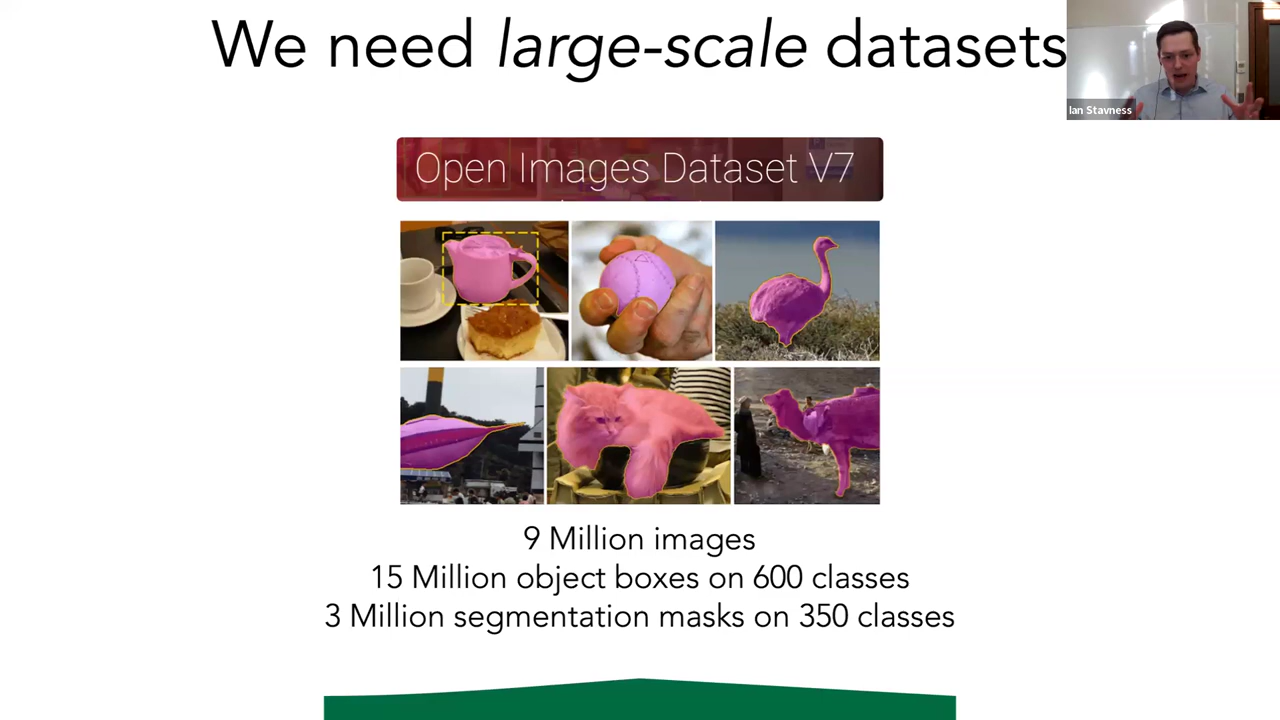 We need large-scale datasets
Ian Stavness
Open Images Dataset V7
9 Million images
15 Million object boxes on 600 classes
3 Million segmentation masks on 350 classes